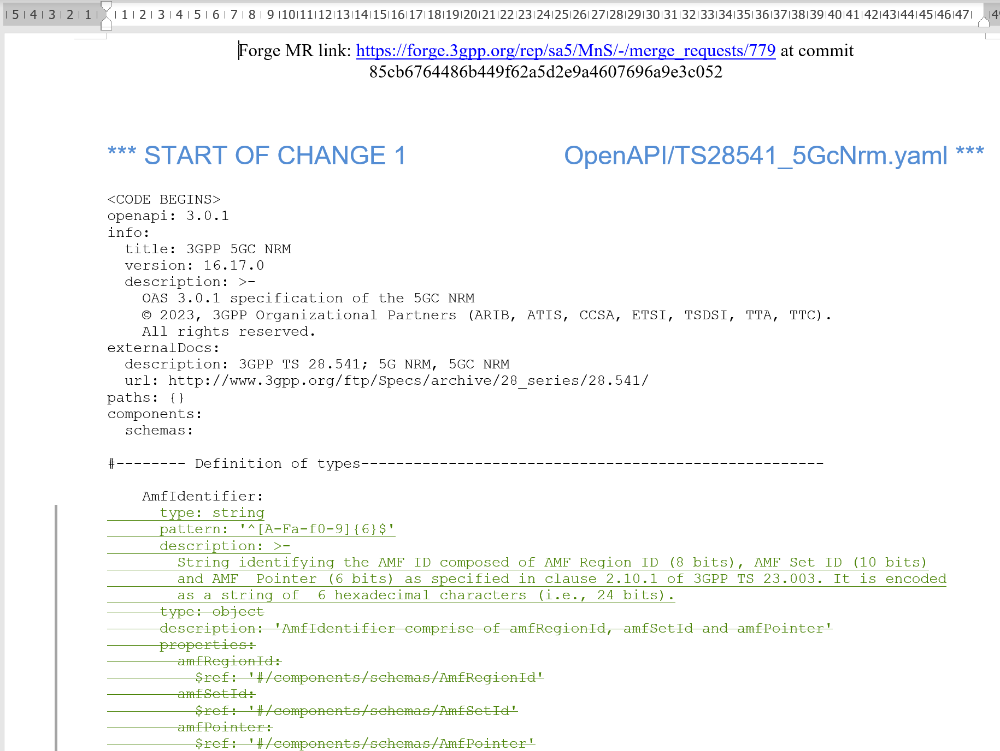 5 4 3 2 1 1 2 3 4 5 6 7 8 9 10 11 12 13 14 15 16 17 18 19 20 21 22 23 24 25 26 27 28 29 30 31 32 33 34 35 36 37 38 39 40 41 42 43 44 45 46 47 49
Forge MR link: https://forge.3gpp.org/rep/sa5/MnS/-/merge_requests/779 at commit
85cb6764486b449f62a5d2e9a4607696a9e3c052
*** START OF CHANGE 1 OpenAPI/TS28541_5GcNrm.yaml ***
<CODE BEGINS>
openapi: 3.0.1
info:
  title: 3GPP 5GC NRM
  version: 16.17.0
  description: >-
    OAS 3.0.1 specification of the 5GC NRM
    © 2023, 3GPP Organizational Partners (ARIB, ATIS, CCSA, ETSI, TSDSI, TTA, TTC).
    All rights reserved.
externalDocs:
  description: 3GPP TS 28.541; 5G NRM, 5GC NRM
  url: http://www.3gpp.org/ftp/Specs/archive/28_series/28.541/
paths: {}
components:
  schemas:
#-------- Definition of types-----------------------------------------------------
    AmfIdentifier:
      type: string
      pattern: '^[A-Fa-f0-9]{6}$'
      description: >-
        String identifying the AMF ID composed of AMF Region ID (8 bits), AMF Set ID (10 bits)
        and AMF  Pointer (6 bits) as specified in clause 2.10.1 of 3GPP TS 23.003. It is encoded
        as a string of  6 hexadecimal characters (i.e., 24 bits).
      type: object
      description: 'AmfIdentifier comprise of amfRegionId, amfSetId and amfPointer'
      properties:
        amfRegionId:
          $ref: '#/components/schemas/AmfRegionId'
        amfSetId:
          $ref: '#/components/schemas/AmfSetId'
        amfPointer:
          $ref: '#/components/schemas/AmfPointer'